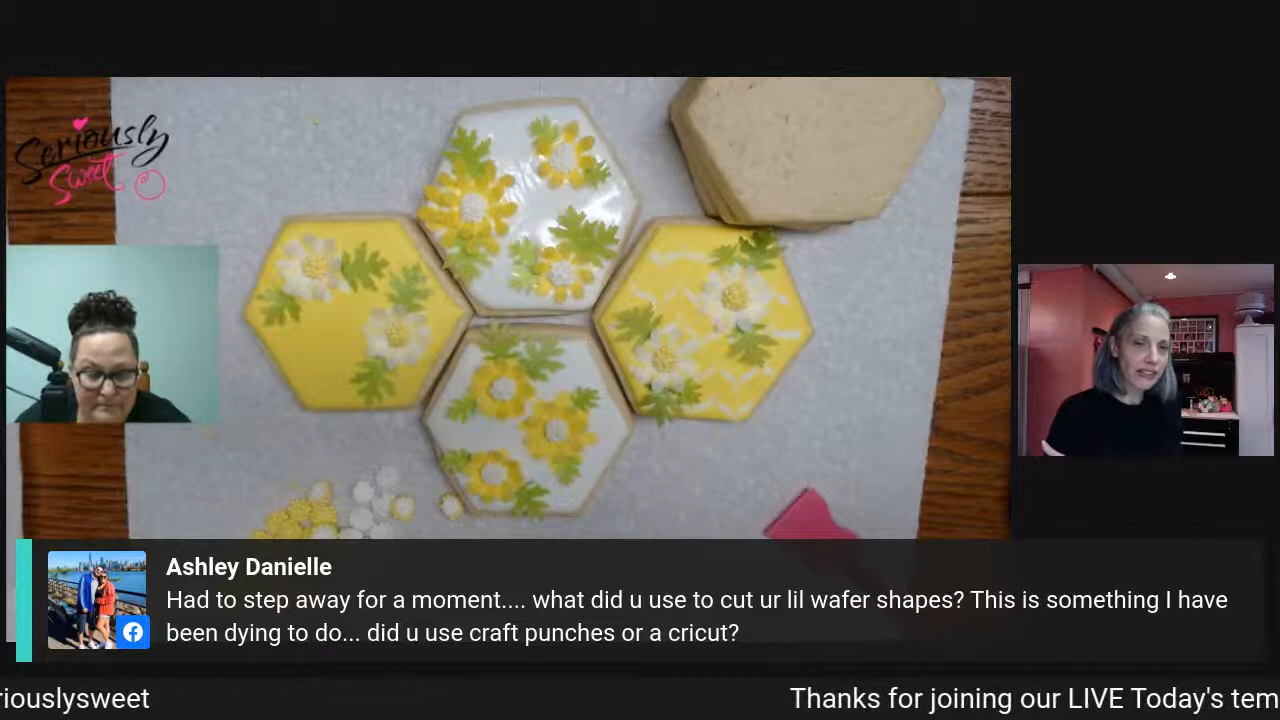 Seriously
Sweet
Ashley Danielle
Had to step away for a moment.... what did u use to cut ur lil wafer shapes? This is something I have
been dying to do... did u use craft punches or a cricut?
riouslysweet Thanks for joining our LIVE Today's tem